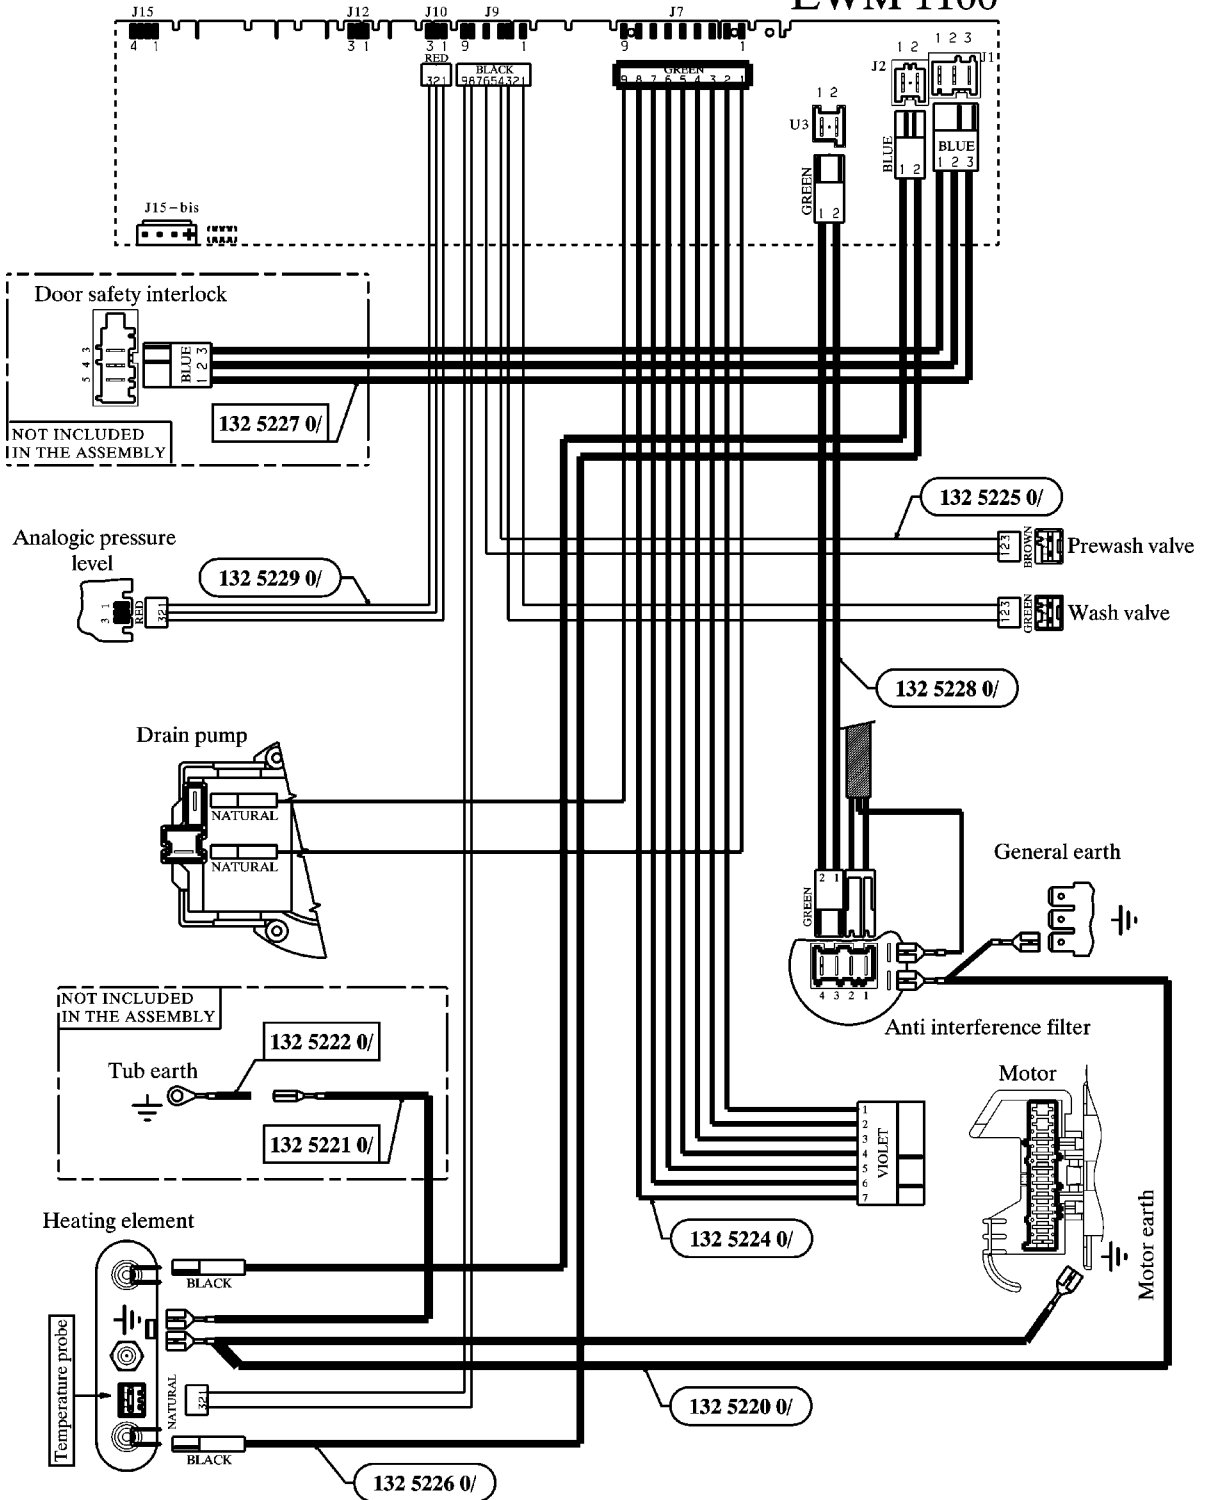 EWM 1100
J15 J12 J10 J9 J7
4 1 3 1 3 1 9 1 9 1
RED BLACK GREEN
321 987654321 9 8 7 6 5 4 3 2 1
1 2 3
1 2
J2 J1
1 2
U3
BLUE BLUE
1 2 1 2 3
GREEN
1 2
J15-bis
Door safety interlock
3
4
5
BLUE
3
2
1
132 5227 0/
NOT INCLUDED
IN THE ASSEMBLY
132 5225 0/
Analogic pressure
level
123 BROWN Prewash valve
132 5229 0/
3 1 RED 321
123 GREEN Wash valve
132 5228 0/
Drain pump
NATURAL
NATURAL
General earth
2 1
GREEN
4 3 2 1
Anti interference filter
NOT INCLUDED
IN THE ASSEMBLY
132 5222 0/
Tub earth
132 5221 0/
Motor
1
2
3
4
5
6
7
VIOLET
132 5224 0/
Motor earth
Heating element
BLACK
Temperature probe
NATURAL
321
BLACK
132 5220 0/
132 5226 0/